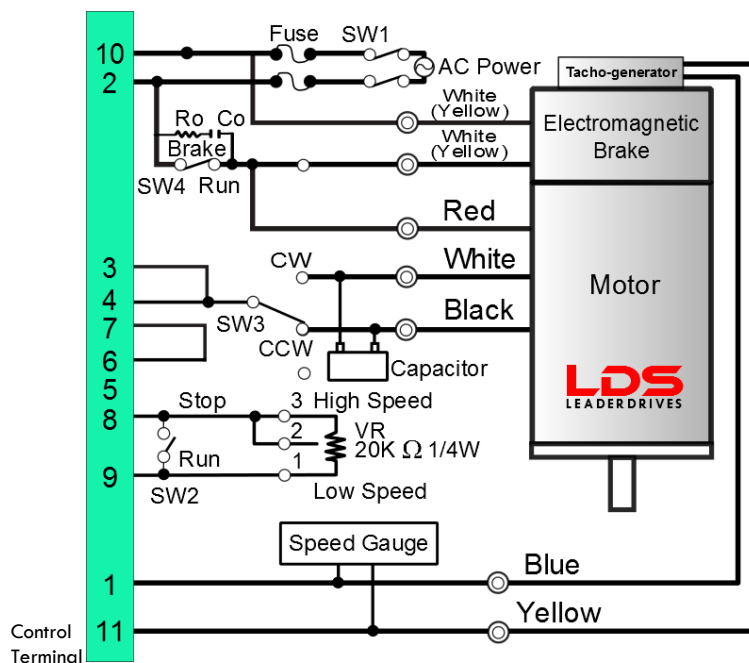 Fuse
SW1
10
AC Power
2
Tacho-generator
White
(Yellow)
Ro Co
Electromagnetic
Brake
White
(Yellow)
Brake
SW4 Run
Red
3
CW
White
4
Motor
7
SW3
Black
6
CCW
Capacitor
LDS
LEADERDRIVES
5
8
Stop
3 High Speed
2
VR
20K Ω 1/4W
Run
1
9
SW2
Low Speed
Speed Gauge
1
Blue
Yellow
11
Control
Terminal